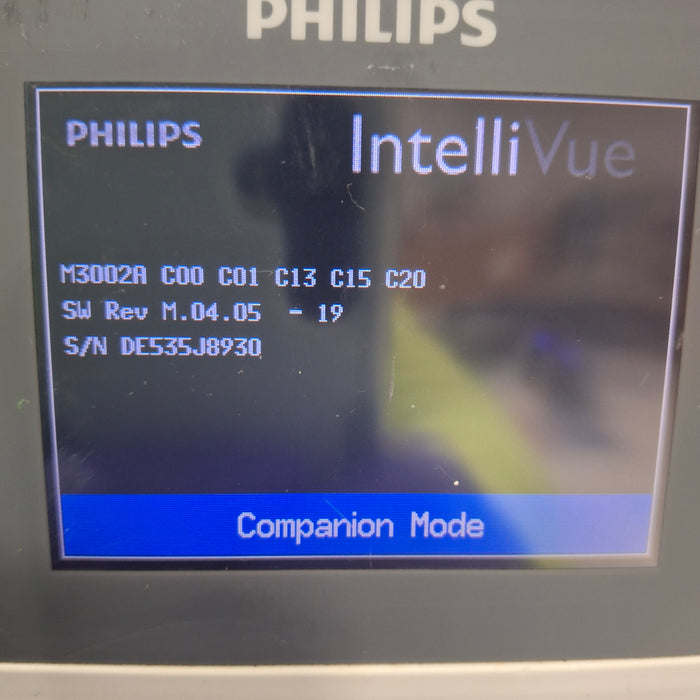 PHILIPS
PHILIPS IntelliVue
M3002A C00 C01 C13 C15 C20
SW Rev M.04.05 - 19
S/N DE535J8930
Companion Mode